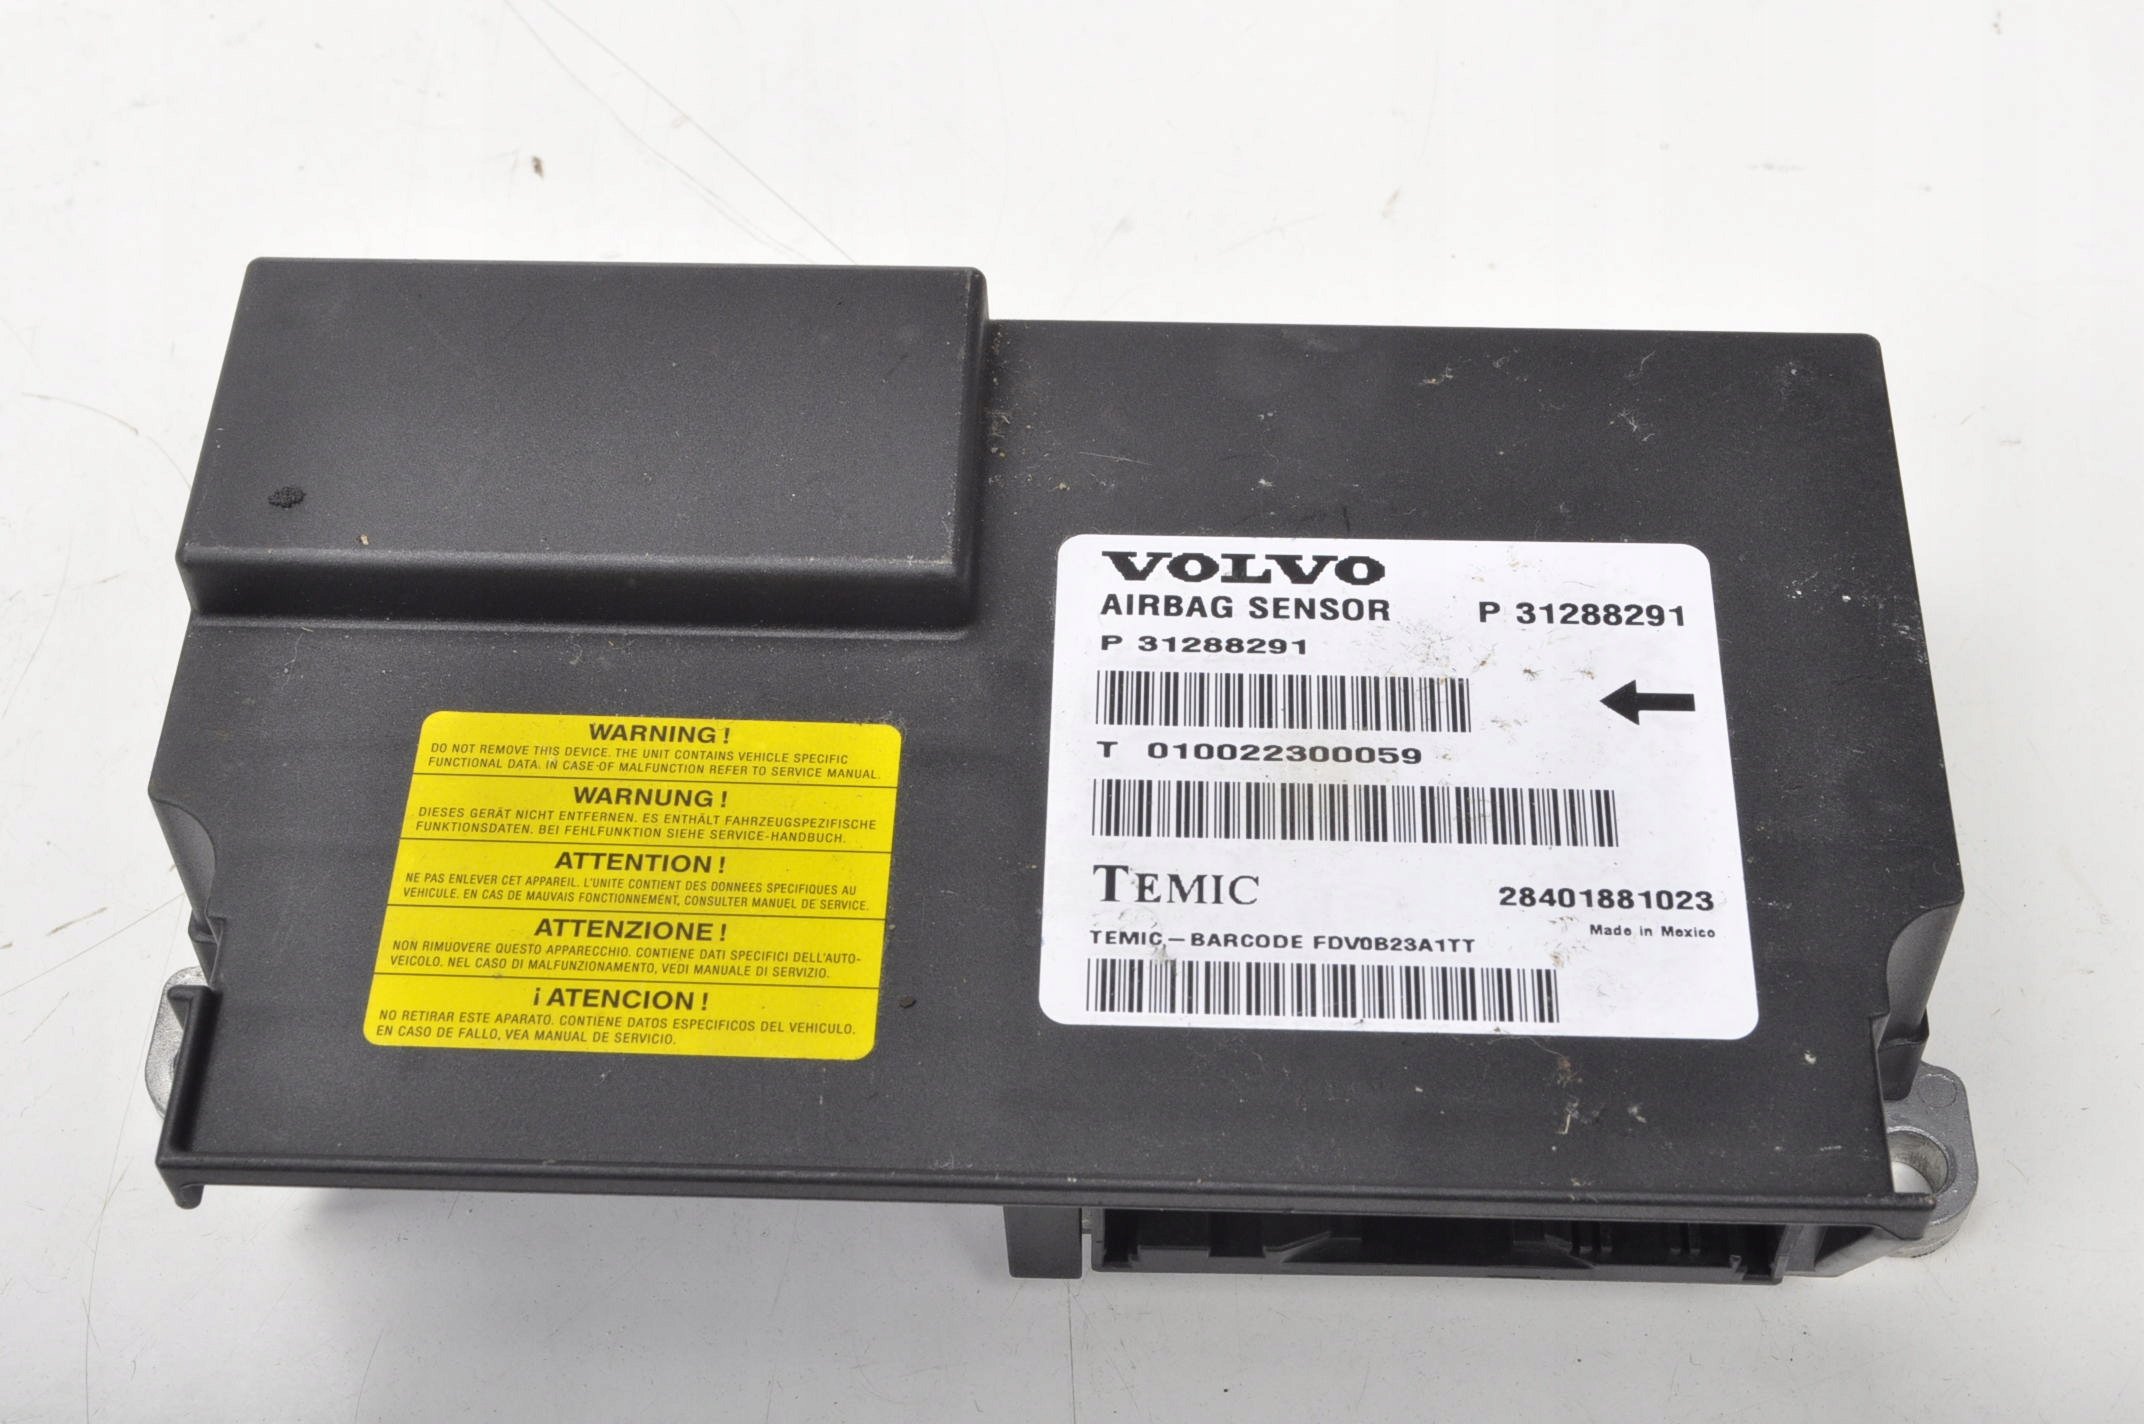 VOLVO
AIRBAG SENSOR P 31288291
P 31288291
T 010022300059
TEMIC 28401881023
Made in Mexico
TEMIC-BARCODE FDV0B23A1TT
WARNING!
DO NOT REMOVE THIS DEVICE. THE UNIT CONTAINS VEHICLE SPECIFIC
FUNCTIONAL DATA. IN CASE OF MALFUNCTION REFER TO SERVICE MANUAL.
WARNUNG!
DIESES GERÄT NICHT ENTFERNEN. ES ENTHÄLT FAHRZEUGSPEZIFISCHE
FUNKTIONSDATEN. BEI FEHLFUNKTION SIEHE SERVICE-HANDBUCH.
ATTENTION!
NE PAS ENLEVER CET APPAREIL. L'UNITE CONTIENT DES DONNEES SPECIFIQUES AU
VEHICULE. EN CAS DE MAUVAIS FONCTIONNEMENT, CONSULTER MANUEL DE SERVICE.
ATTENZIONE!
NON RIMUOVERE QUESTO APPARECCHIO. CONTIENE DATI SPECIFICI DELL'AUTO-
VEICOLO. NEL CASO DI MALFUNZIONAMENTO, VEDI MANUALE DI SERVIZIO.
¡ATENCION!
NO RETIRAR ESTE APARATO. CONTIENE DATOS ESPECIFICOS DEL VEHICULO.
EN CASO DE FALLO, VEA MANUAL DE SERVICIO.